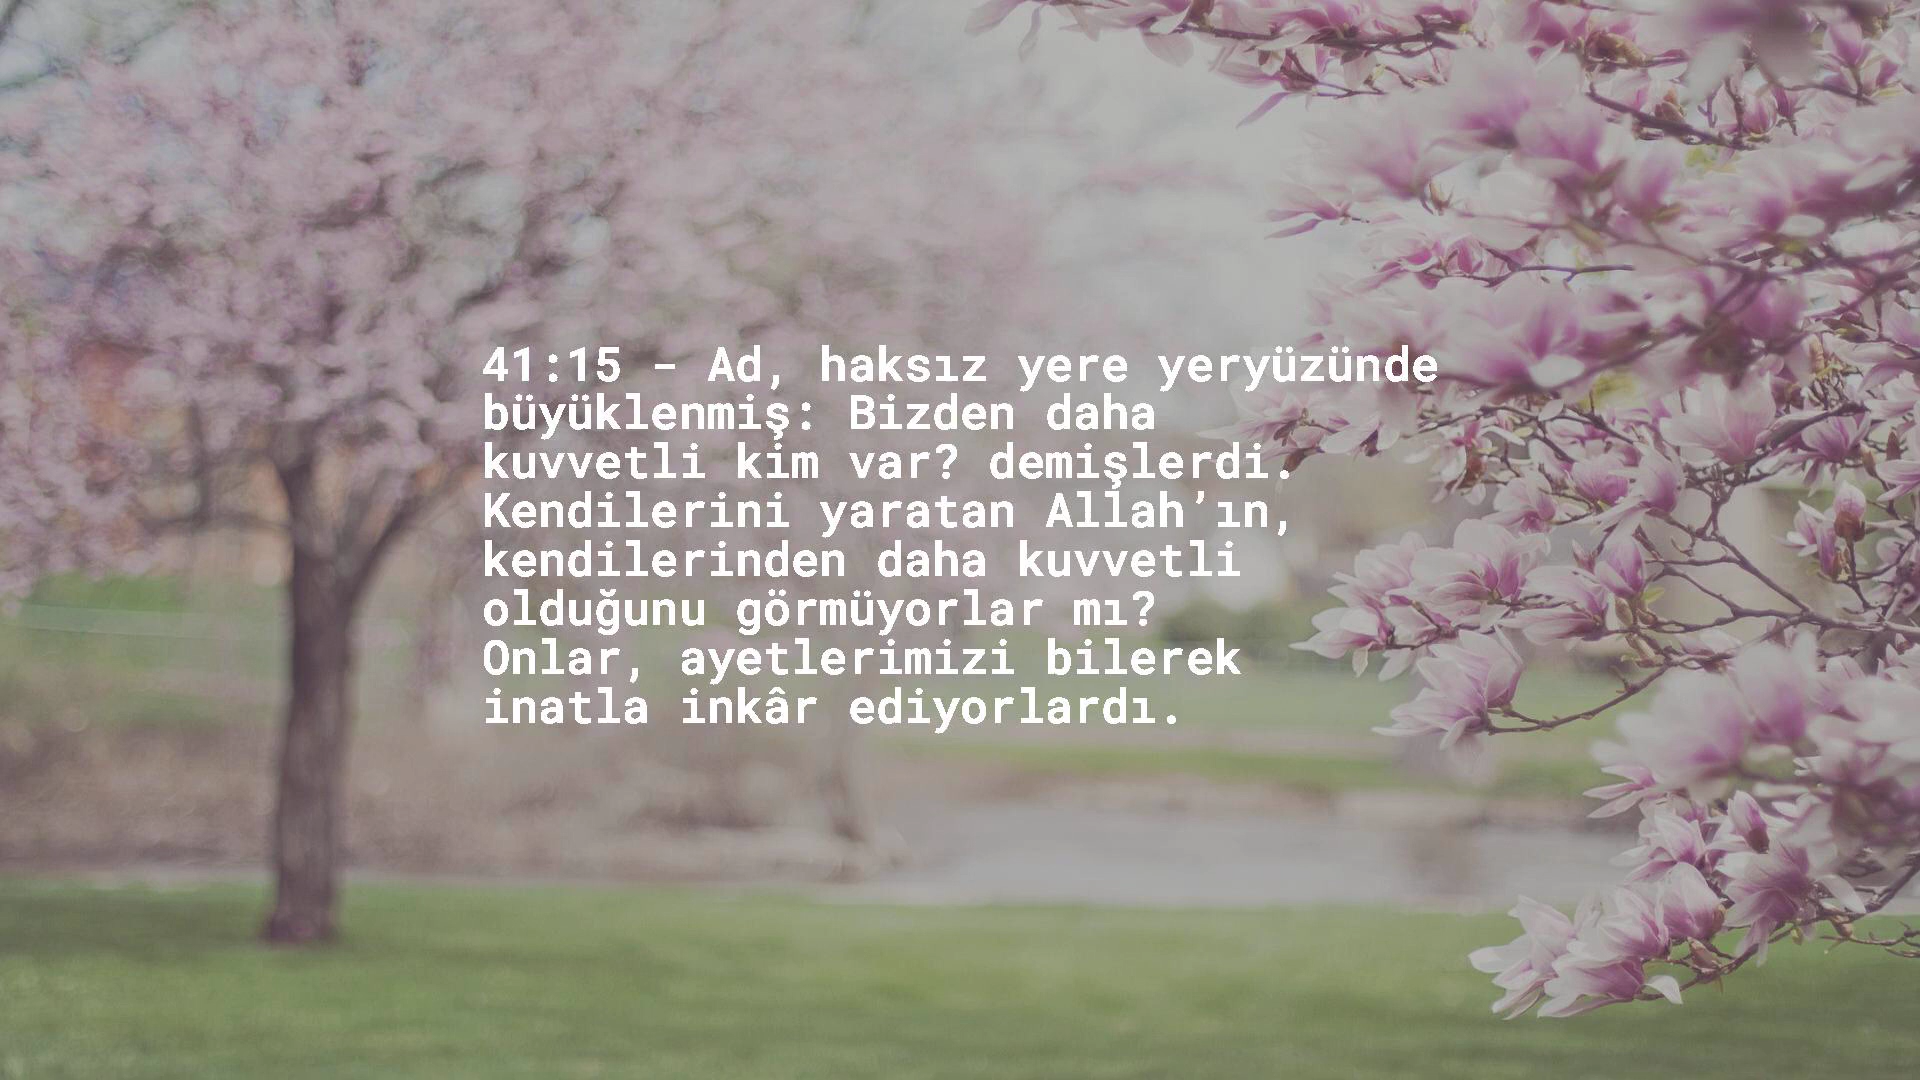 41:15 - Ad, haksız yere yeryüzünde
büyüklenmiş: Bizden daha
kuvvetli kim var? demişlerdi.
Kendilerini yaratan Allah’ın,
kendilerinden daha kuvvetli
olduğunu görmüyorlar mı?
Onlar, ayetlerimizi bilerek
inatla inkâr ediyorlardı.